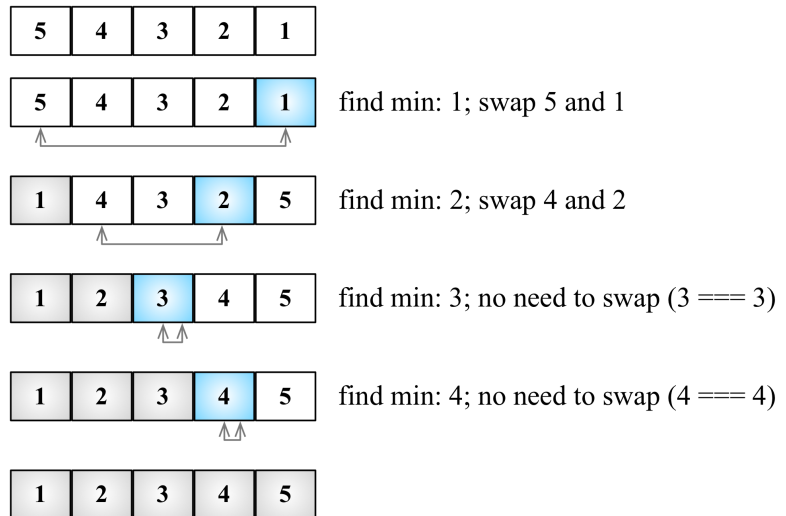 5 4 3 2 1
5 4 3 2 1 find min: 1; swap 5 and 1
1 4 3 2 5 find min: 2; swap 4 and 2
1 2 3 4 5 find min: 3; no need to swap (3 === 3)
1 2 3 4 5 find min: 4; no need to swap (4 === 4)
1 2 3 4 5